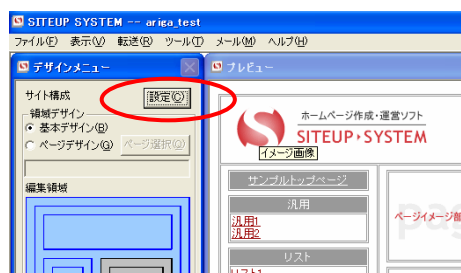 SITEUP SYSTEM -- ariga_test
ファイル(F) 表示(V) 転送(R) ツール(T) メール(M) ヘルプ(H)
デザインメニュー
プレビュー
サイト構成
設定(C)
領域デザイン
基本デザイン(B)
ページデザイン(G)
ページ選択(O)
編集領域
ホームページ作成・運営ソフト
SITEUP SYSTEM
イメージ画像
サンプルトップページ
汎用
汎用1
汎用2
リスト
リスト1
ページイメージ部